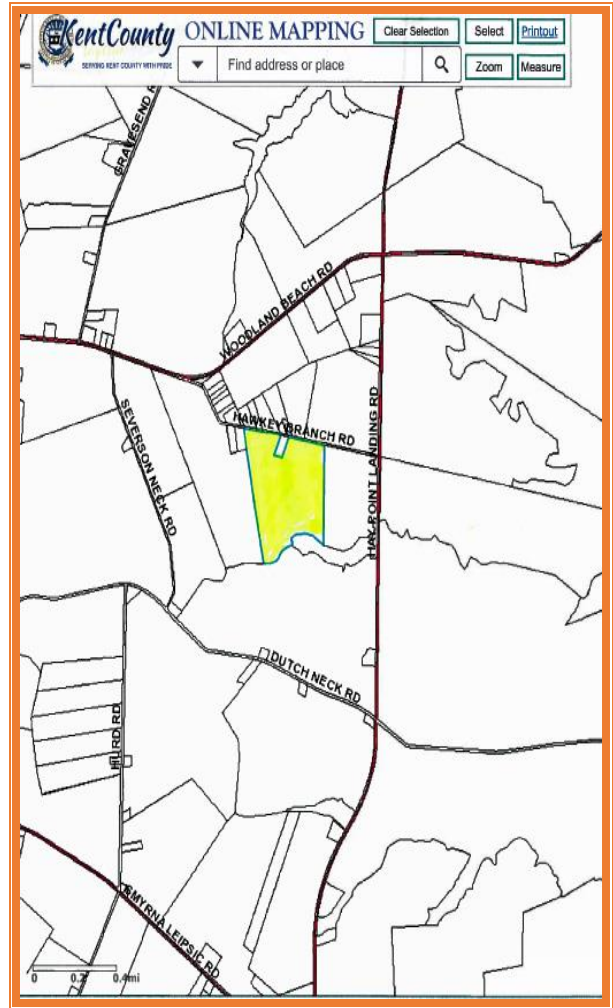 KentCounty ONLINE MAPPING
SERVING KENT COUNTY WITH PRIDE
Clear Selection
Select
Printout
Find address or place
Zoom
Measure
GRAVESEND R
WOODLAND BEACH RD
HAWKEY BRANCH RD
SEVERSON NECK RD
HAY POINT LANDING RD
DUTCH NECK RD
HURD RD
SMYRNA LEIPSIC RD
0 0.2 0.4mi